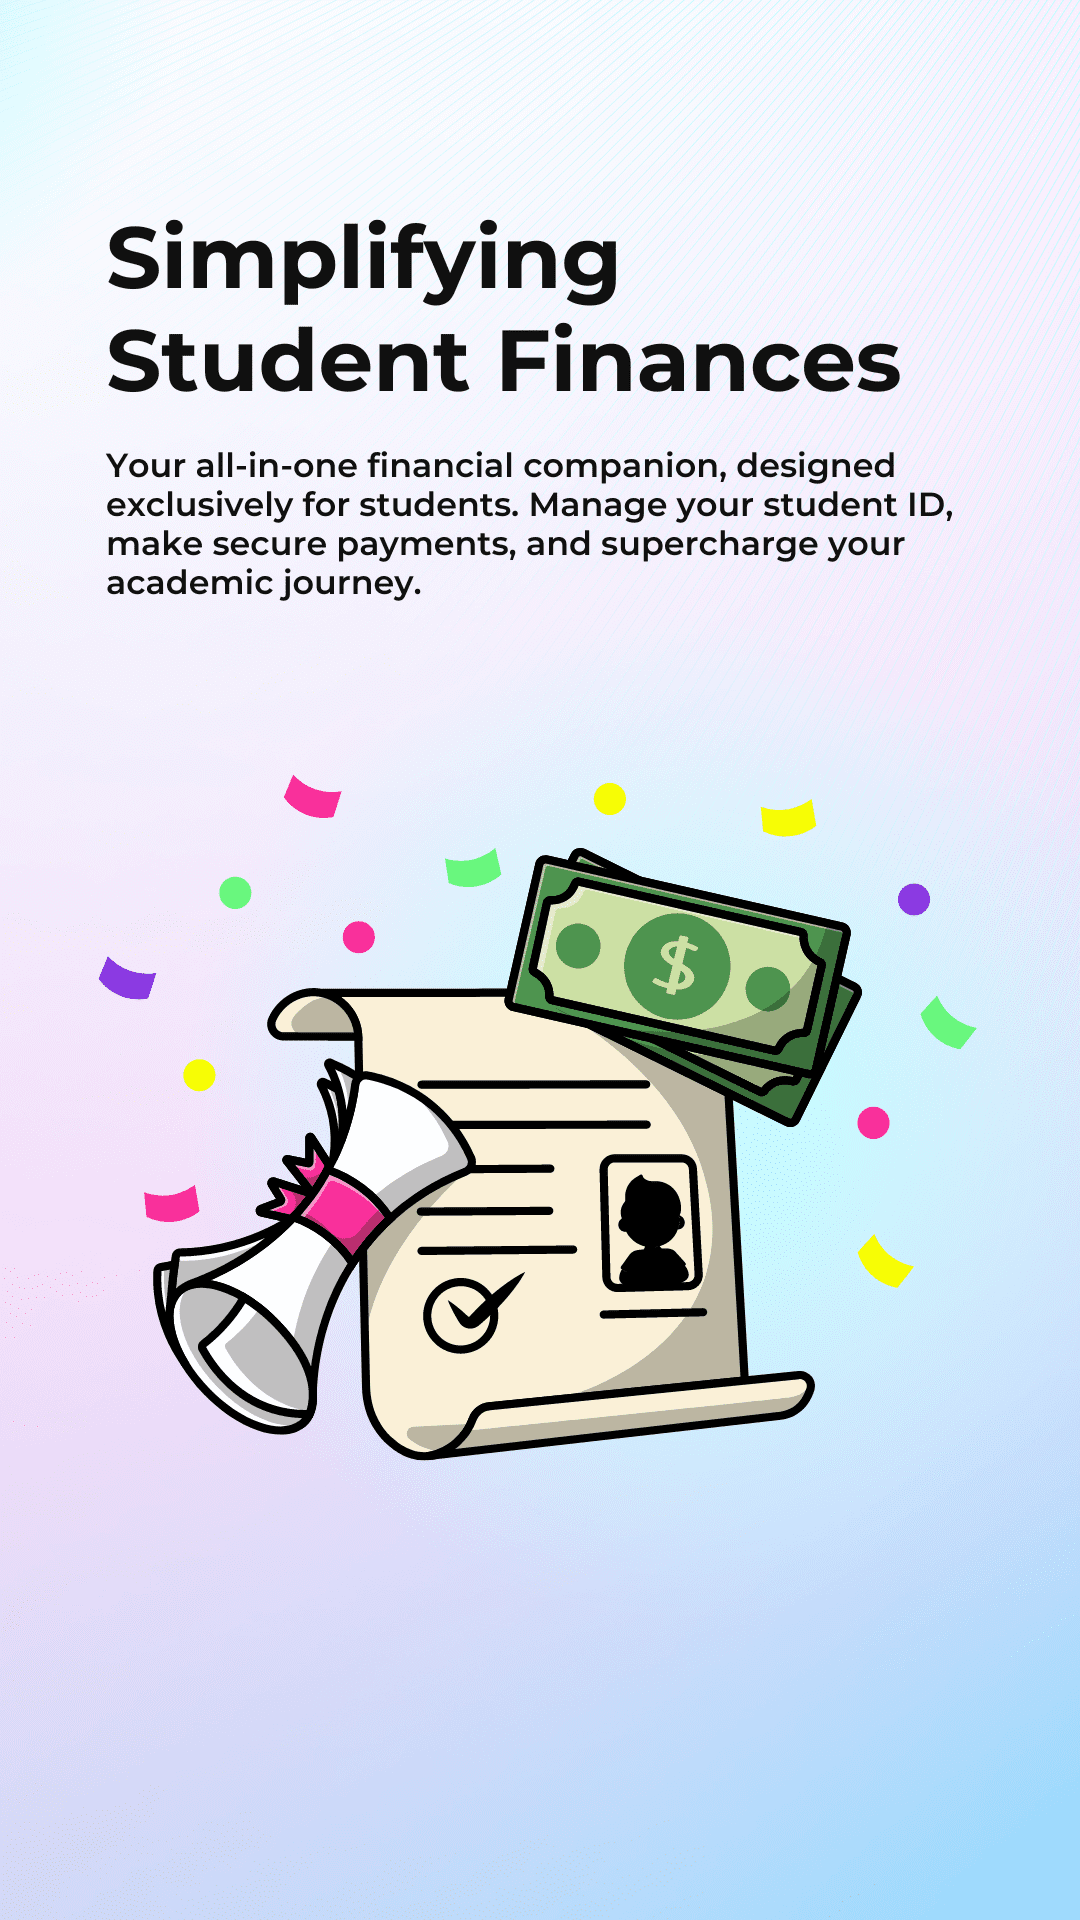 Simplifying
Student Finances
Your all-in-one financial companion, designed
exclusively for students. Manage your student ID,
make secure payments, and supercharge your
academic journey.
$